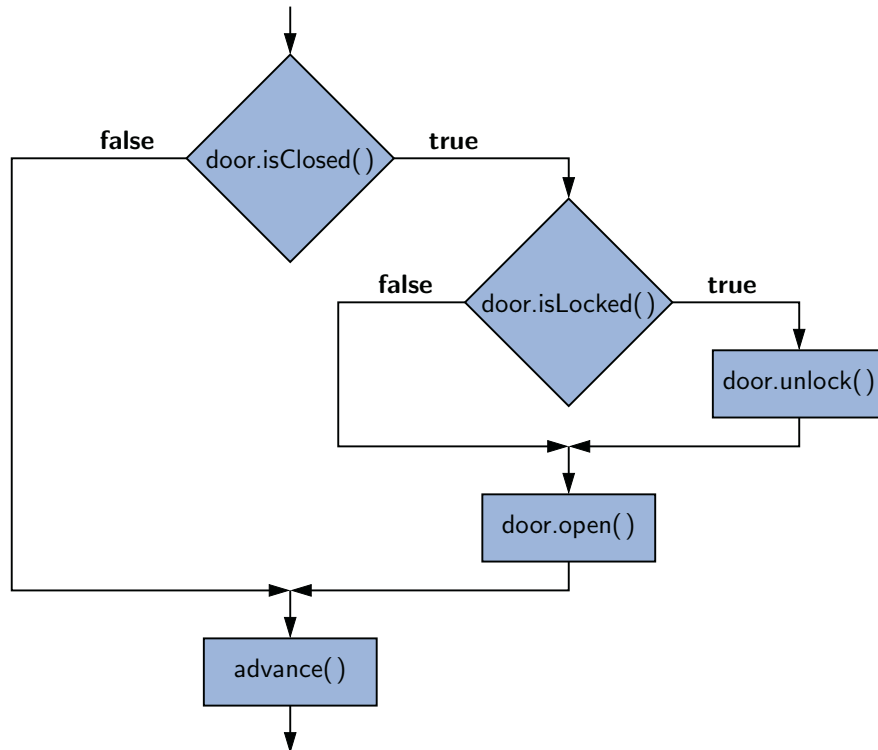 false
true
door.isClosed()
false
true
door.isLocked()
door.unlock()
door.open()
advance()